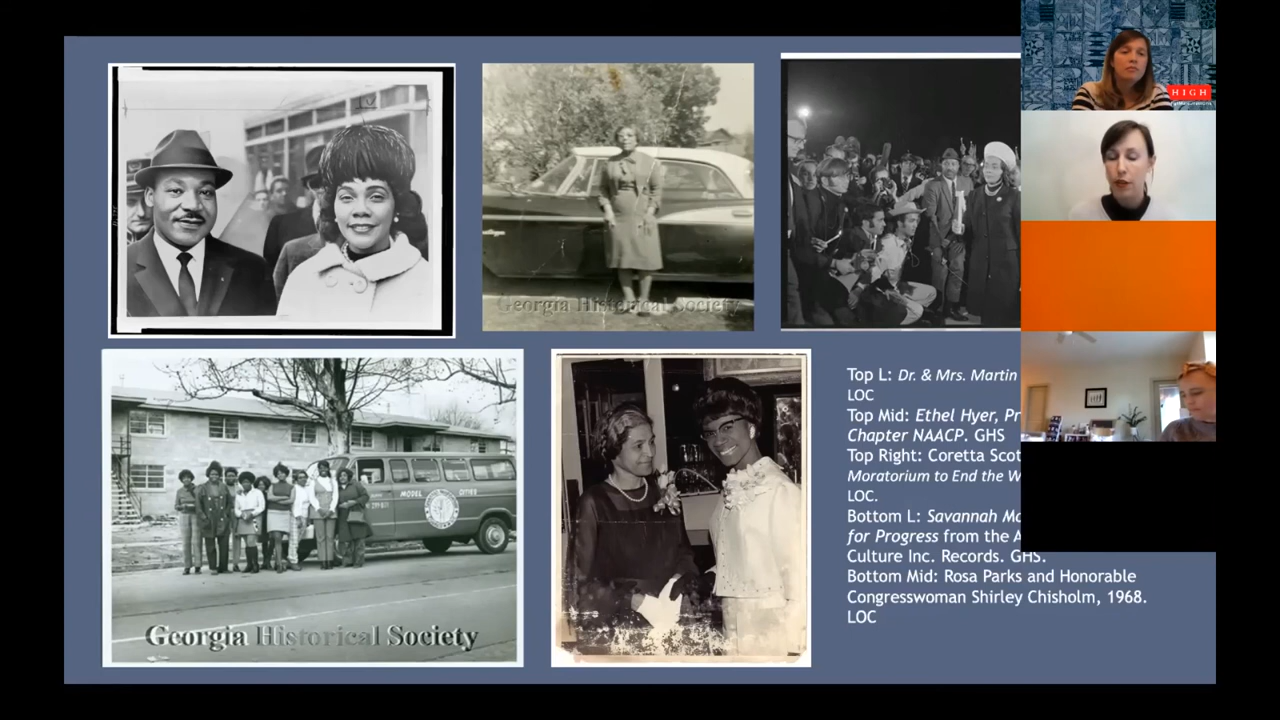 HIGH
Georgia Historical Society
MODEL CITIES
Georgia Historical Society
Top L: Dr. & Mrs. Martin
LOC
Top Mid: Ethel Hyer, Pr
Chapter NAACP. GHS
Top Right: Coretta Scot
Moratorium to End the W
LOC.
Bottom L: Savannah Mo
for Progress from the A
Culture Inc. Records. GHS.
Bottom Mid: Rosa Parks and Honorable
Congresswoman Shirley Chisholm, 1968.
LOC